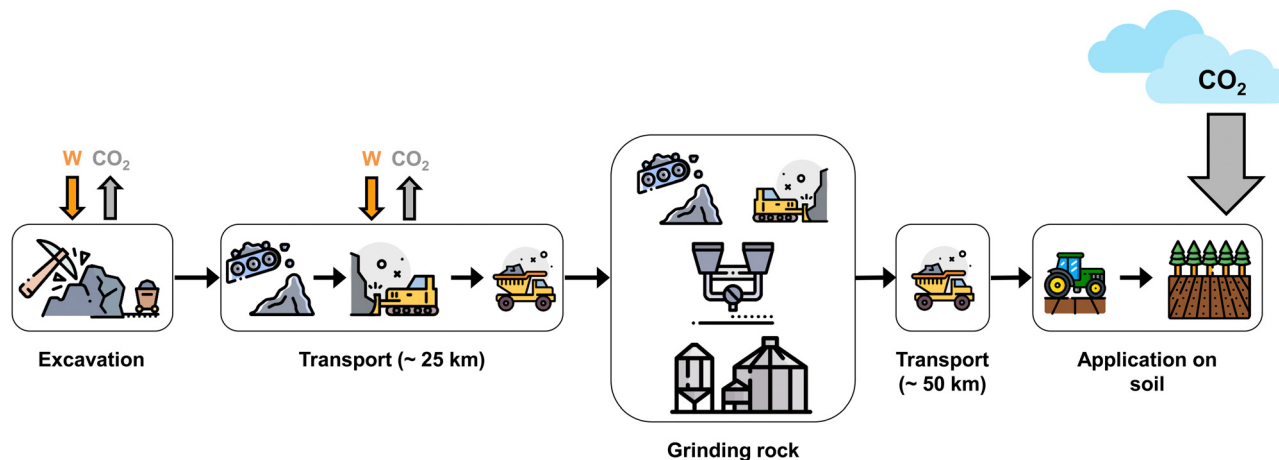 CO₂
W CO₂
W CO₂
Excavation
Transport (~ 25 km)
Grinding rock
Transport
(~ 50 km)
Application on
soil